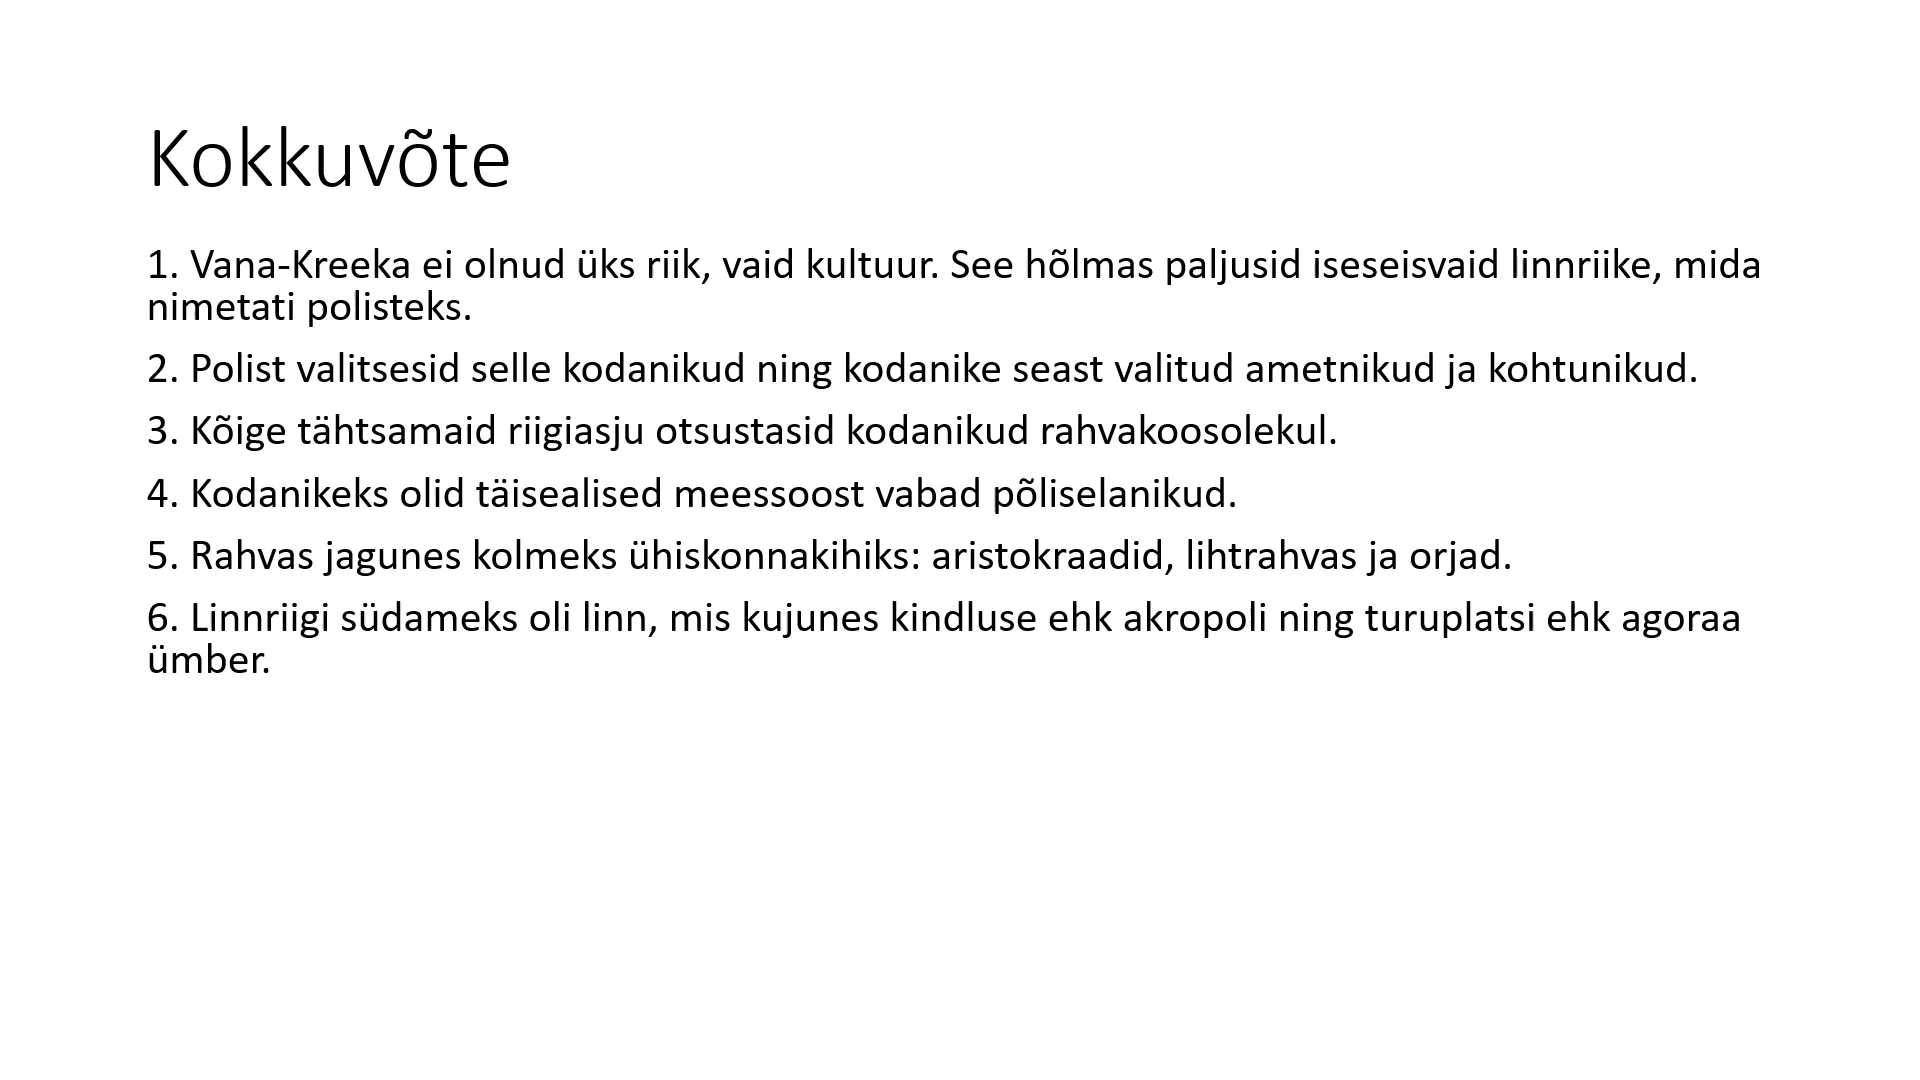 Kokkuvõte
1. Vana-Kreeka ei olnud üks riik, vaid kultuur. See hõlmas paljusid iseseisvaid linnriike, mida
nimetati polisteks.
2. Polist valitsesid selle kodanikud ning kodanike seast valitud ametnikud ja kohtunikud.
3. Kõige tähtsamaid riigiasju otsustasid kodanikud rahvakoosolekul.
4. Kodanikeks olid täisealised meessoost vabad põliselanikud.
5. Rahvas jagunes kolmeks ühiskonnakihiks: aristokraadid, lihtrahvas ja orjad.
6. Linnriigi südameks oli linn, mis kujunes kindluse ehk akropoli ning turuplatsi ehk agoraa
ümber.